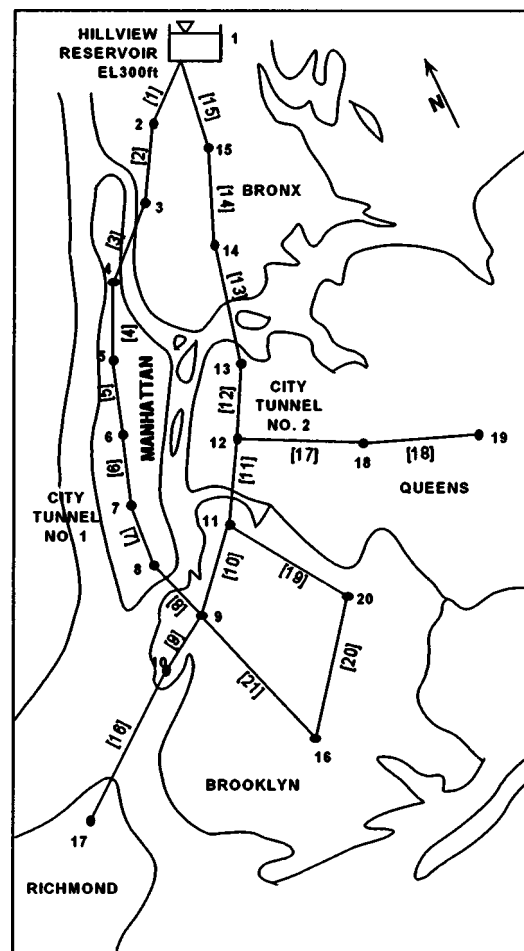 HILLVIEW
RESERVOIR
EL300ft
1
[1]
[15]
2
15
[2]
N
BRONX
3
[14]
[3]
14
4
[13]
[4]
5
13
MANHATTAN
[5]
[12]
CITY
TUNNEL
NO. 2
6
12
19
[17]
18
[18]
[6]
[11]
QUEENS
CITY
TUNNEL
NO. 1
7
11
[7]
[10]
[19]
8
20
[8]
9
[9]
[20]
10
[21]
[16]
16
BROOKLYN
17
RICHMOND